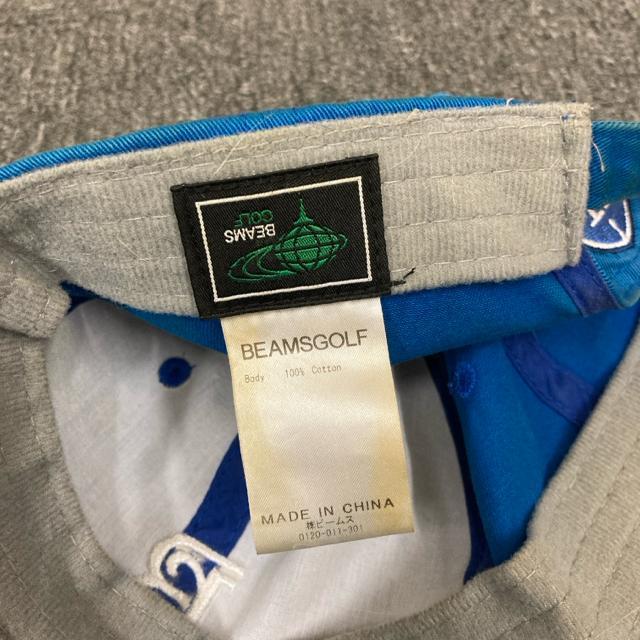 BEAMS
GOLF
BEAMSGOLF
Body 100% Cotton
MADE IN CHINA
㈱ビームス
0120-011-301